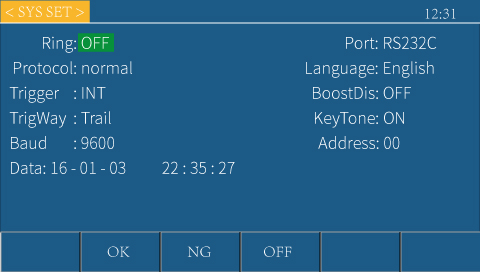 < SYS SET > 12:31
Ring: OFF Port: RS232C
Protocol: normal Language: English
Trigger : INT BoostDis: OFF
TrigWay : Trail KeyTone: ON
Baud : 9600 Address: 00
Data: 16 - 01 - 03 22 : 35 : 27
OK NG OFF